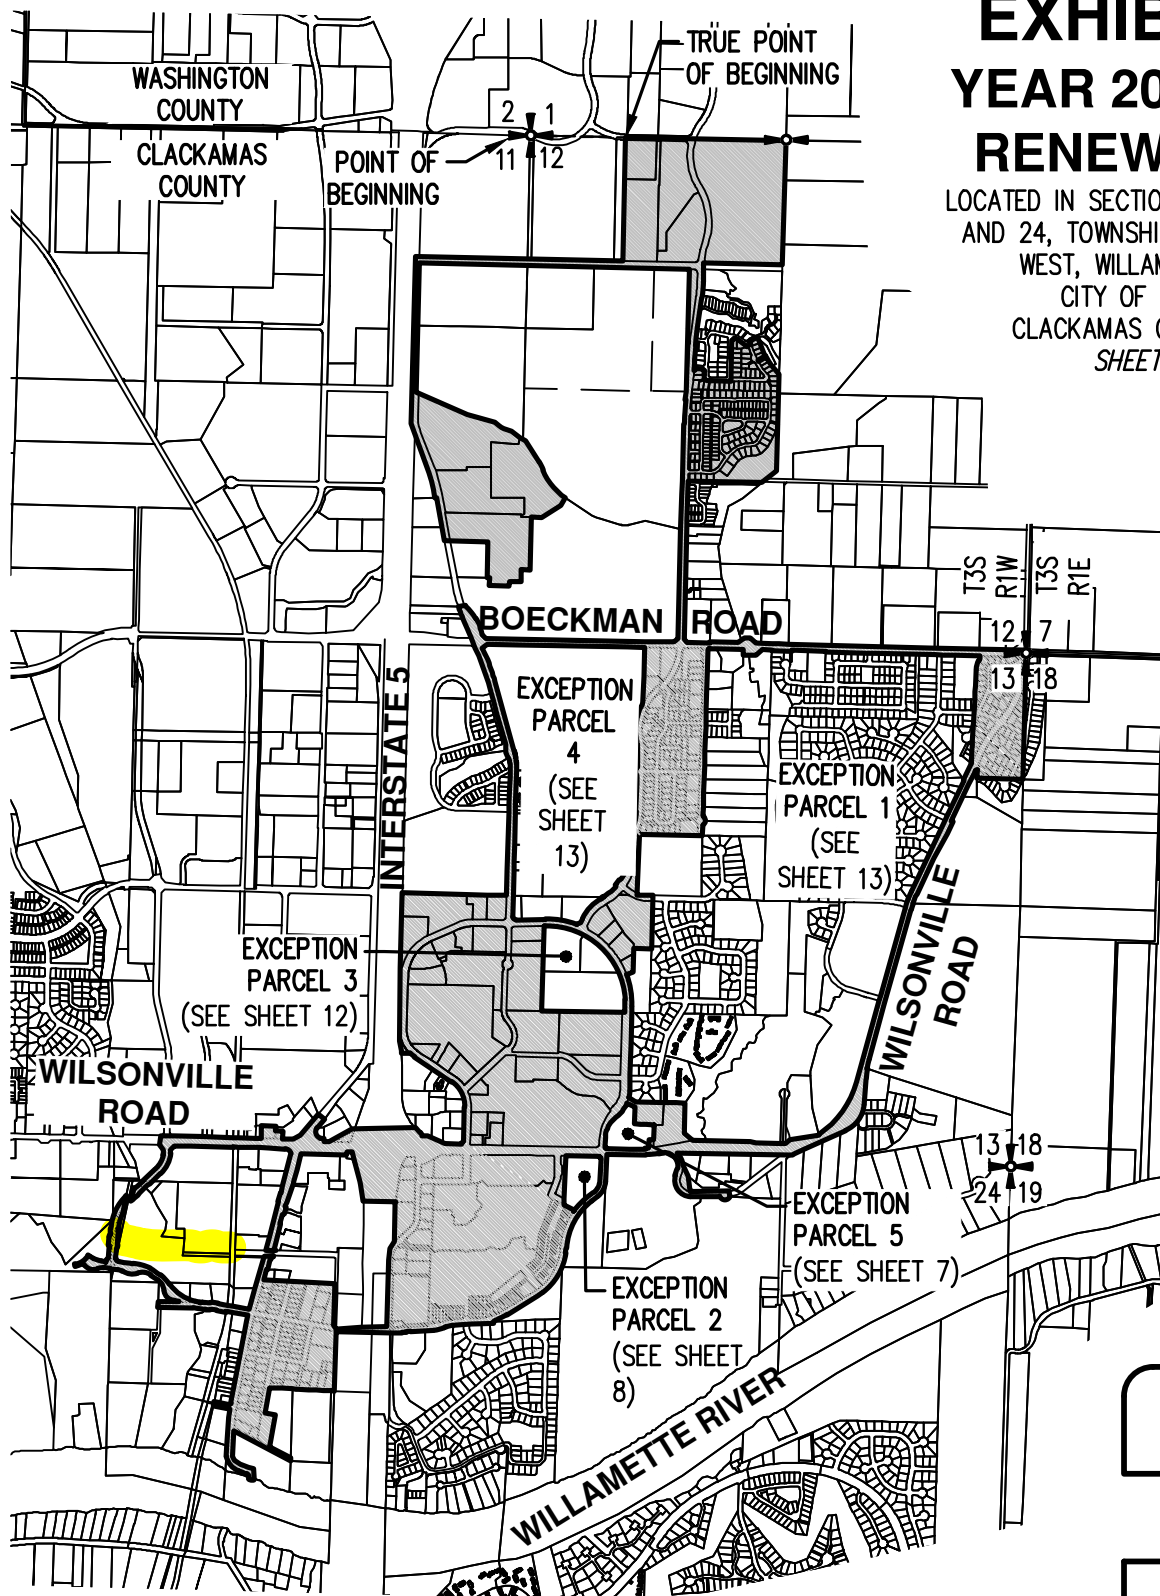 EXHIB
YEAR 20
RENEW
LOCATED IN SECTIO
AND 24, TOWNSHI
WEST, WILLAM
CITY OF
CLACKAMAS C
SHEET
TRUE POINT
OF BEGINNING
WASHINGTON
COUNTY
CLACKAMAS
COUNTY
POINT OF
BEGINNING
2 1
11 12
BOECKMAN ROAD
T3S
R1W
T3S
R1E
12 7
13 18
INTERSTATE 5
EXCEPTION
PARCEL
4
(SEE
SHEET
13)
EXCEPTION
PARCEL 1
(SEE
SHEET 13)
EXCEPTION
PARCEL 3
(SEE SHEET 12)
WILSONVILLE
ROAD
WILSONVILLE
ROAD
13 18
24 19
EXCEPTION
PARCEL 5
(SEE SHEET 7)
EXCEPTION
PARCEL 2
(SEE SHEET
8)
WILLAMETTE RIVER